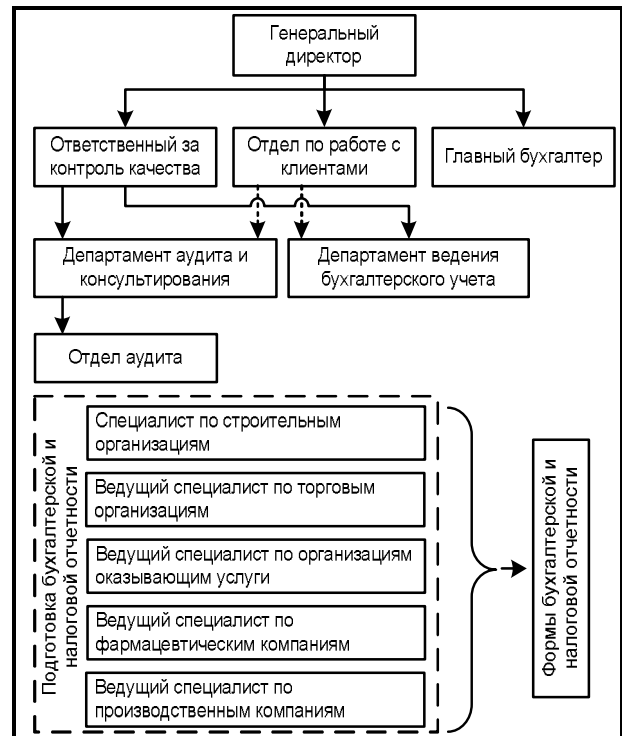 Генеральный
директор
Ответственный за
контроль качества
Отдел по работе с
клиентами
Главный бухгалтер
Департамент аудита и
консультирования
Департамент ведения
бухгалтерского учета
Отдел аудита
Подготовка бухгалтерской и
налоговой отчетности
Специалист по строительным
организациям
Ведущий специалист по торговым
организациям
Ведущий специалист по организациям
оказывающим услуги
Ведущий специалист по
фармацевтическим компаниям
Ведущий специалист по
производственным компаниям
Формы бухгалтерской и
налоговой отчетности